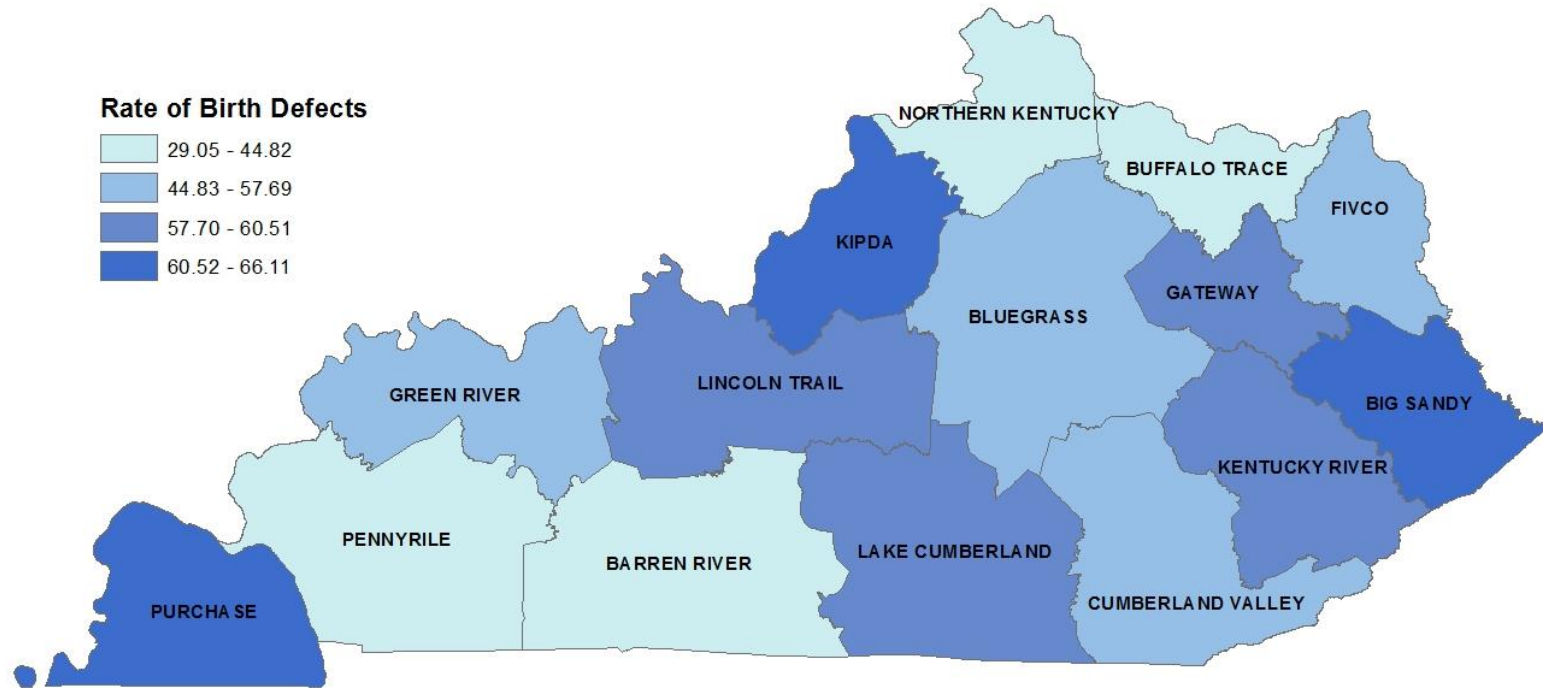 Rate of Birth Defects
29.05 - 44.82
44.83 - 57.69
57.70 - 60.51
60.52 - 66.11
NORTHERN KENTUCKY
BUFFALO TRACE
FIVCO
KIPDA
GATEWAY
BLUEGRASS
LINCOLN TRAIL
GREEN RIVER
BIG SANDY
KENTUCKY RIVER
PENNYRILE
LAKE CUMBERLAND
BARREN RIVER
CUMBERLAND VALLEY
PURCHASE